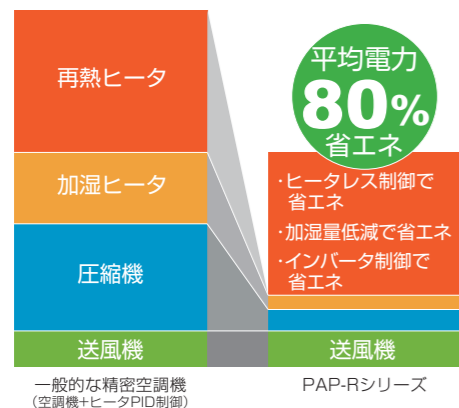 再熱ヒータ
加湿ヒータ
圧縮機
送風機
一般的な精密空調機
（空調機+ヒータPID制御）
平均電力
80%
省エネ
・ヒータレス制御で
省エネ
・加湿量低減で省エネ
・インバータ制御で
省エネ
送風機
PAP-Rシリーズ